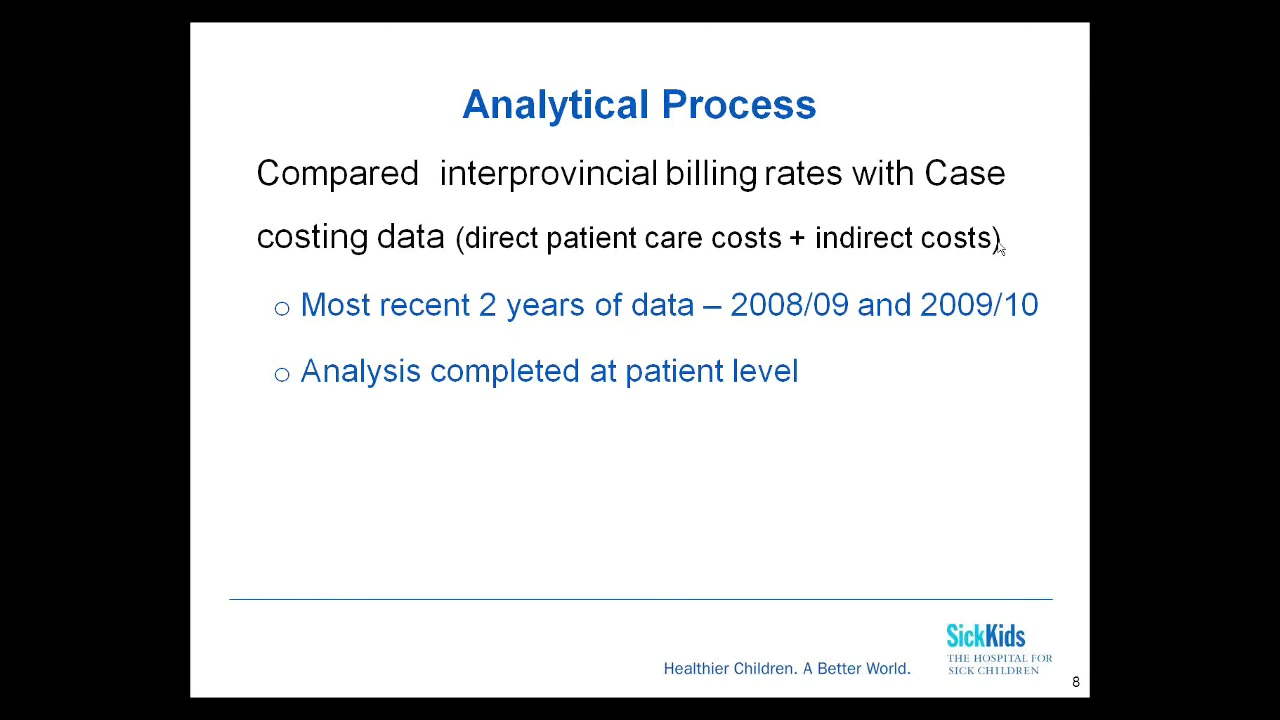 Analytical Process
Compared interprovincial billing rates with Case
costing data (direct patient care costs + indirect costs)
o Most recent 2 years of data – 2008/09 and 2009/10
o Analysis completed at patient level
SickKids
THE HOSPITAL FOR
SICK CHILDREN
Healthier Children. A Better World.
8